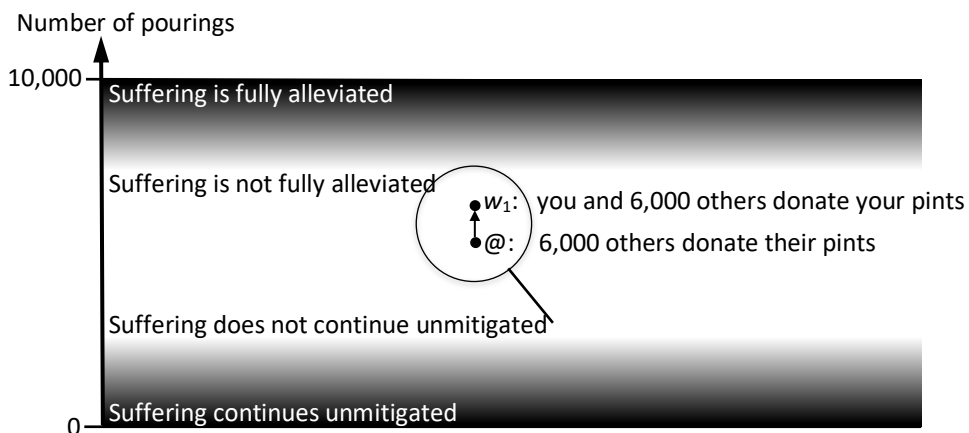 Number of pourings
10,000
Suffering is fully alleviated
Suffering is not fully alleviated
w₁: you and 6,000 others donate your pints
@: 6,000 others donate their pints
Suffering does not continue unmitigated
Suffering continues unmitigated
0